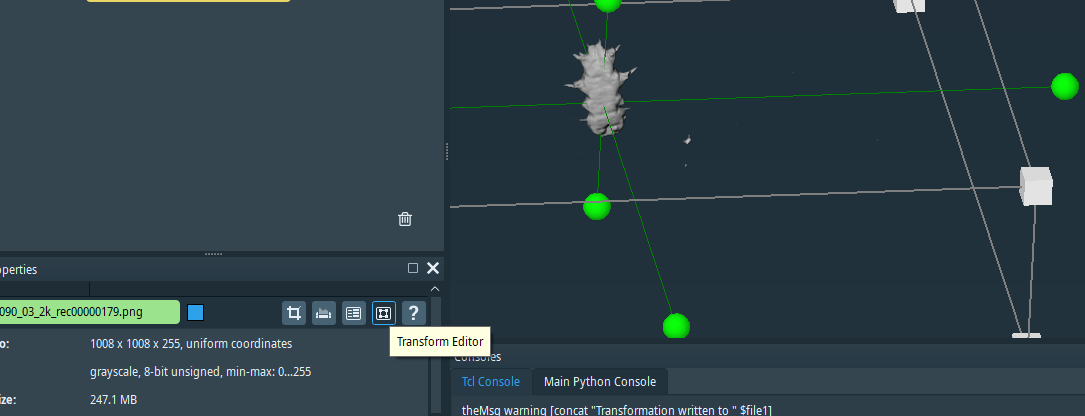 operties
090_03_2k_rec00000179.png
?
Transform Editor
o:
1008 x 1008 x 255, uniform coordinates
grayscale, 8-bit unsigned, min-max: 0...255
ize:
247.1 MB
Consoles
Tcl Console
Main Python Console
theMsg warning [concat "Transformation written to " $file1]